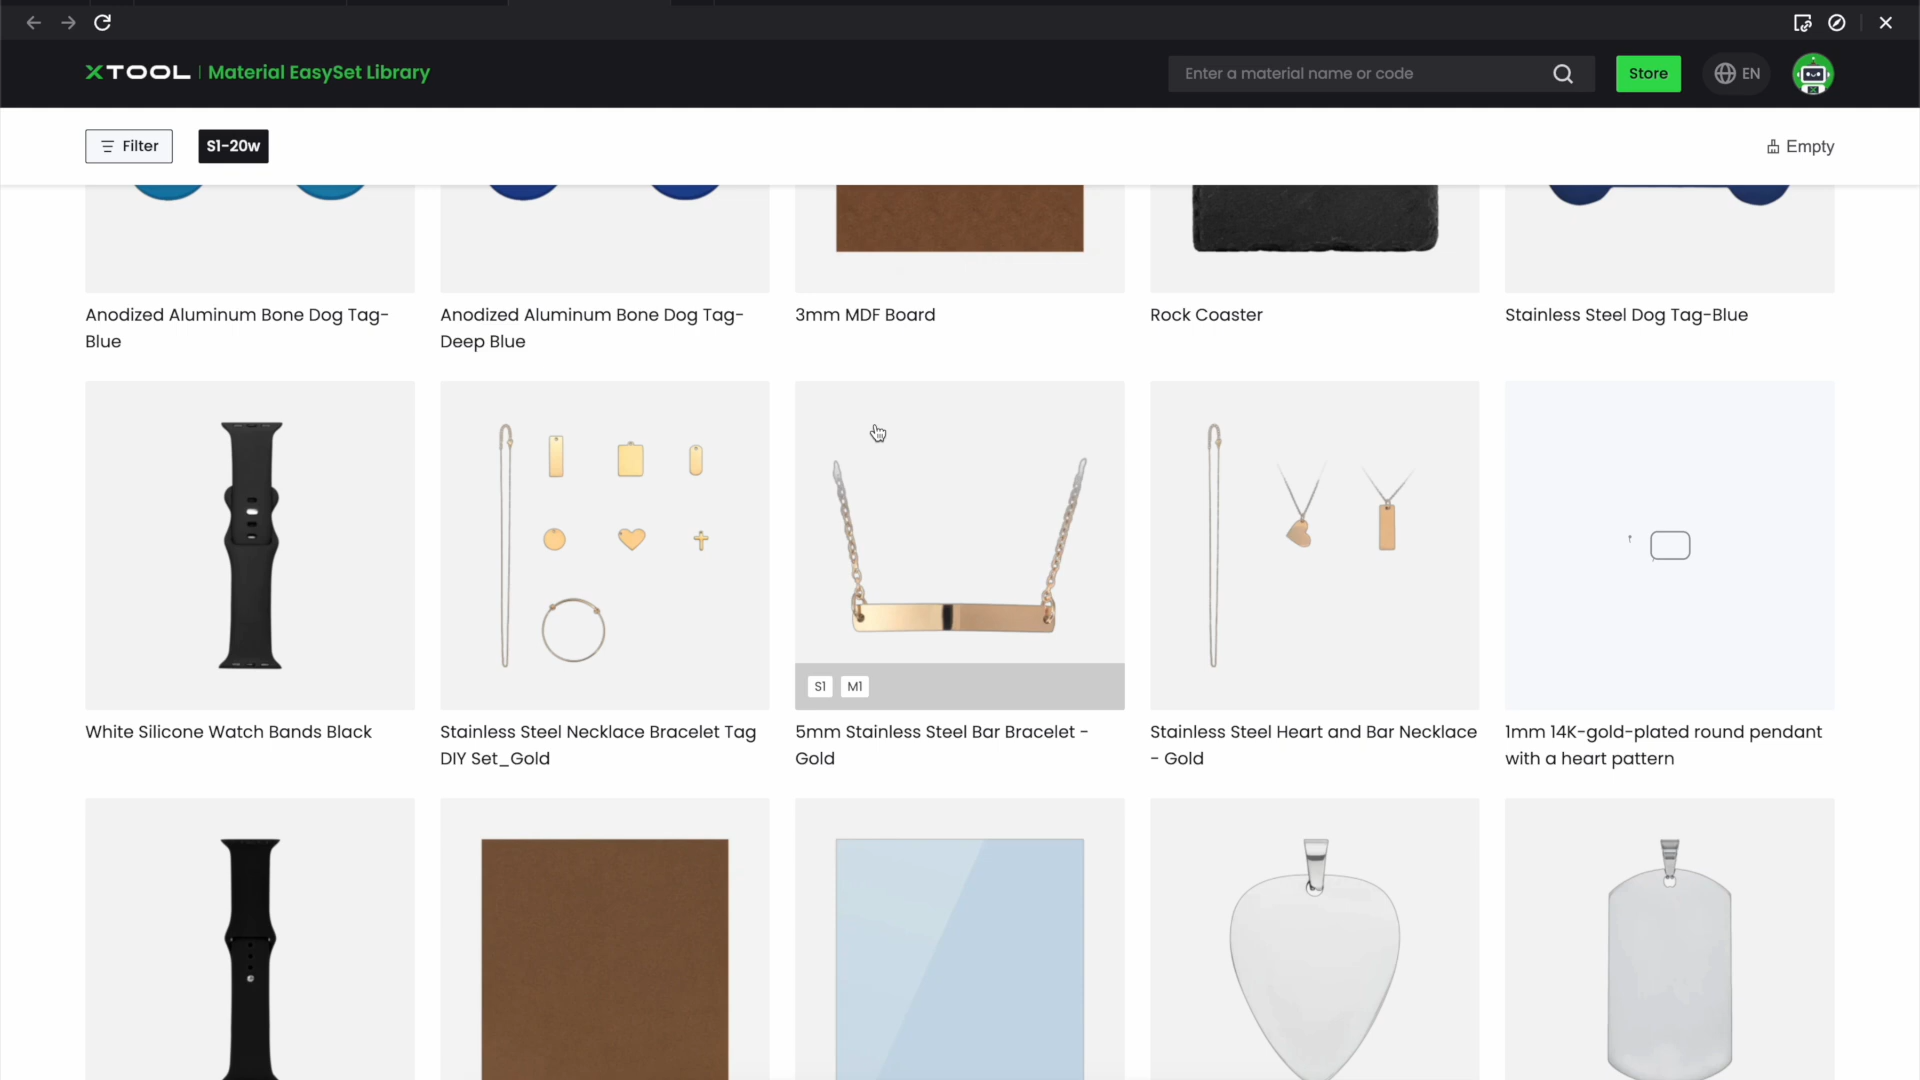 XTOOL | Material EasySet Library
Enter a material name or code
Store
EN
Filter
S1-20w
Empty
Anodized Aluminum Bone Dog Tag-
Blue
Anodized Aluminum Bone Dog Tag-
Deep Blue
3mm MDF Board
Rock Coaster
Stainless Steel Dog Tag-Blue
S1
M1
White Silicone Watch Bands Black
Stainless Steel Necklace Bracelet Tag
DIY Set_Gold
5mm Stainless Steel Bar Bracelet -
Gold
Stainless Steel Heart and Bar Necklace
- Gold
1mm 14K-gold-plated round pendant
with a heart pattern